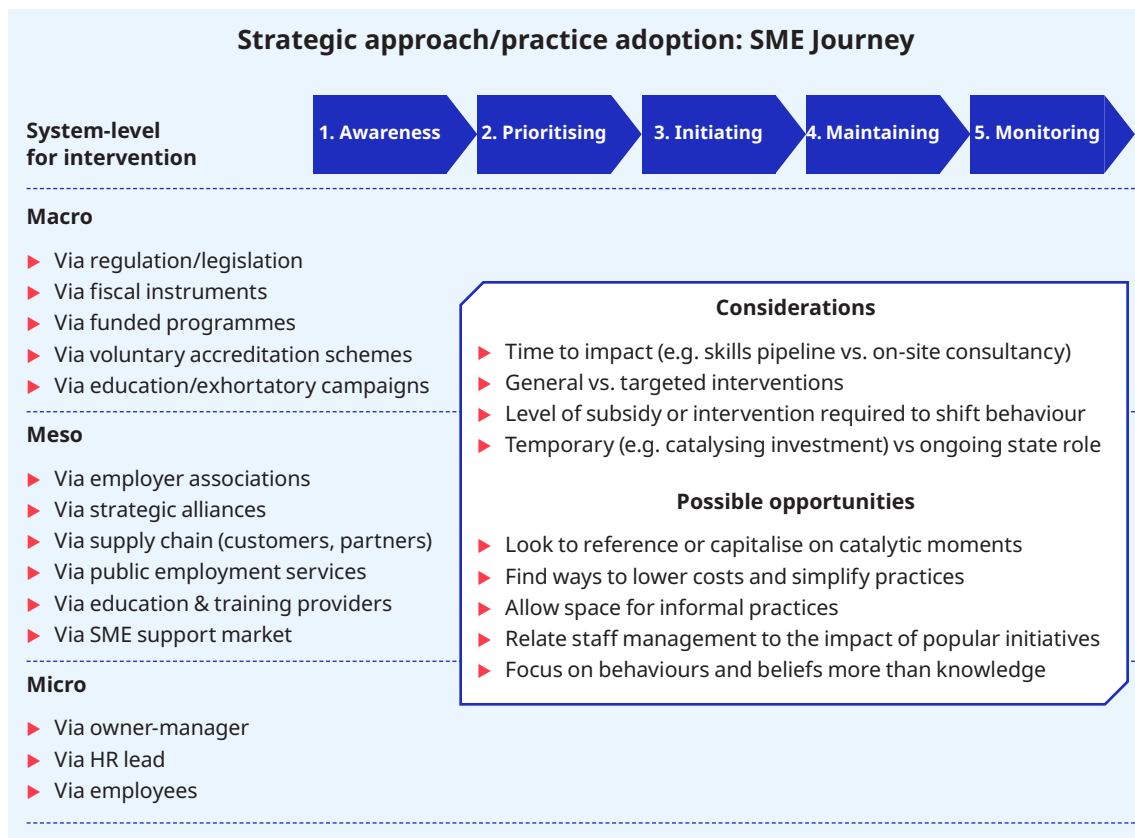 Strategic approach/practice adoption: SME Journey
System-level
for intervention
1. Awareness
2. Prioritising
3. Initiating
4. Maintaining
5. Monitoring
Macro
Via regulation/legislation
Via fiscal instruments
Via funded programmes
Via voluntary accreditation schemes
Via education/exhortatory campaigns
Meso
Via employer associations
Via strategic alliances
Via supply chain (customers, partners)
Via public employment services
Via education & training providers
Via SME support market
Micro
Via owner-manager
Via HR lead
Via employees
Considerations
Time to impact (e.g. skills pipeline vs. on-site consultancy)
General vs. targeted interventions
Level of subsidy or intervention required to shift behaviour
Temporary (e.g. catalysing investment) vs ongoing state role
Possible opportunities
Look to reference or capitalise on catalytic moments
Find ways to lower costs and simplify practices
Allow space for informal practices
Relate staff management to the impact of popular initiatives
Focus on behaviours and beliefs more than knowledge